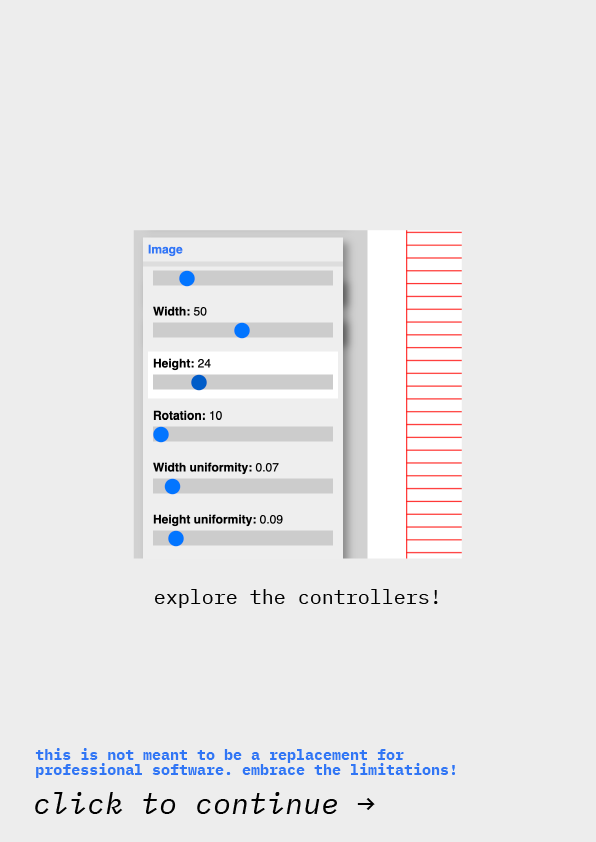 Image
Width: 50
Height: 24
Rotation: 10
Width uniformity: 0.07
Height uniformity: 0.09
explore the controllers!
this is not meant to be a replacement for
professional software. embrace the limitations!
click to continue →